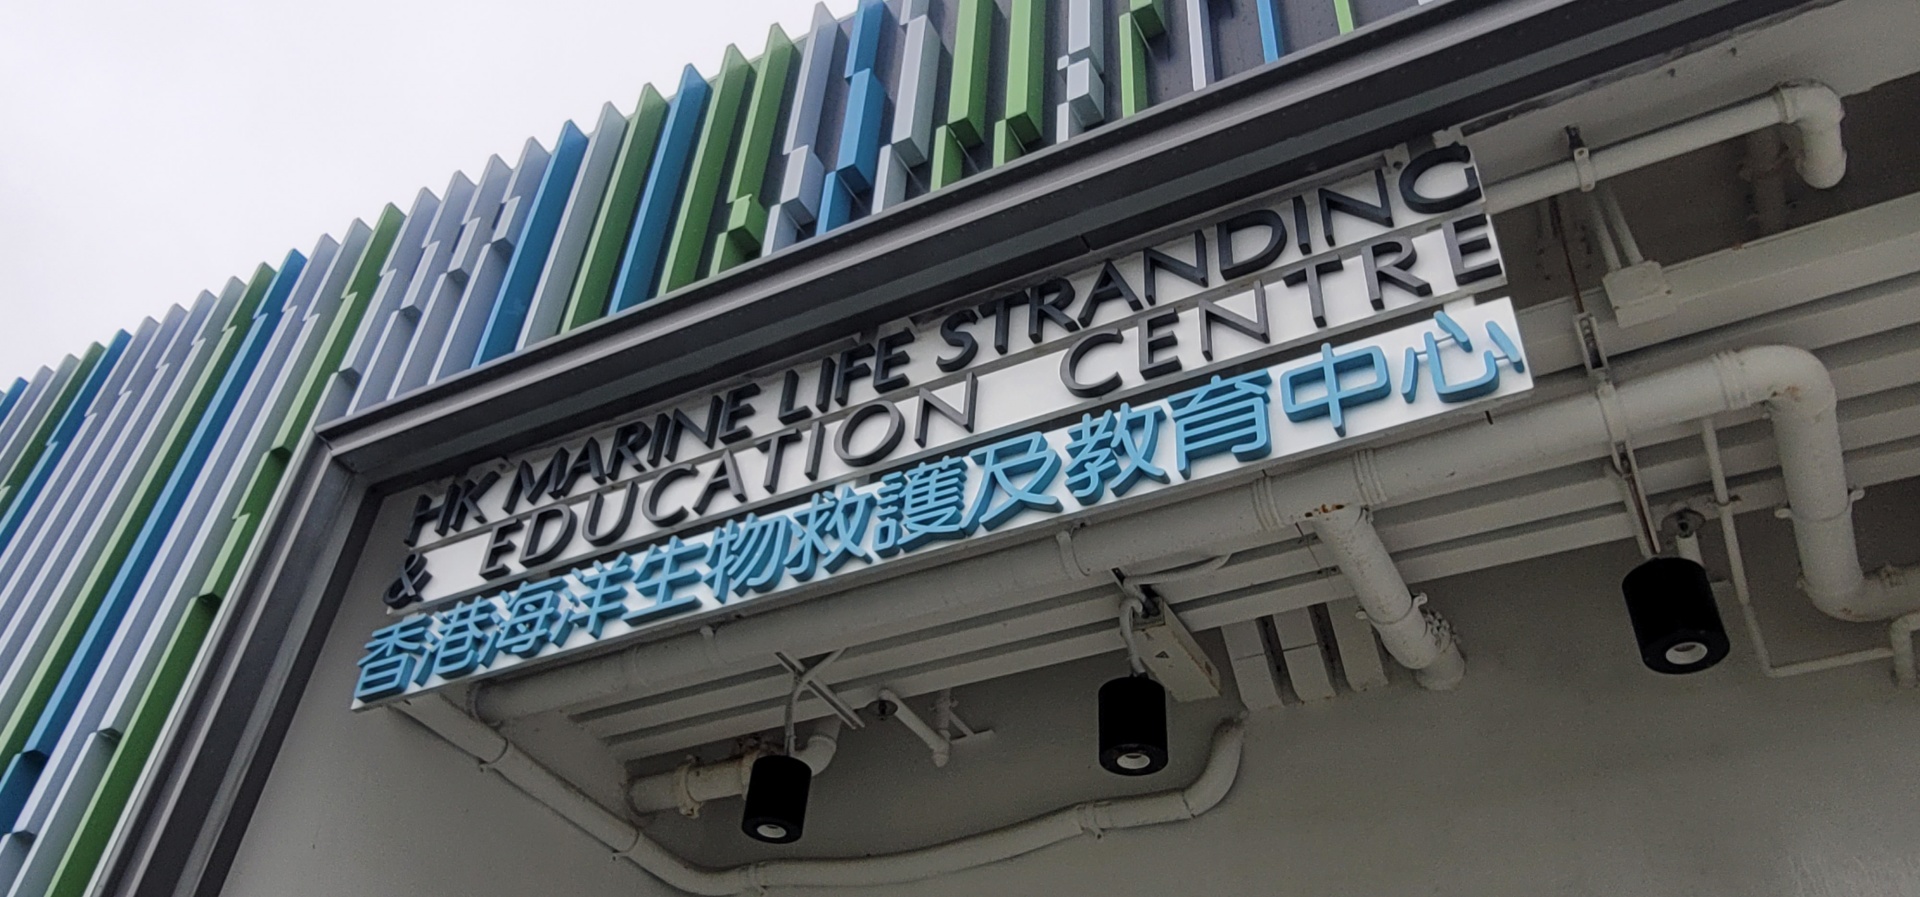 HK MARINE LIFE STRANDING
& EDUCATION CENTRE
香港海洋生物救護及教育中心